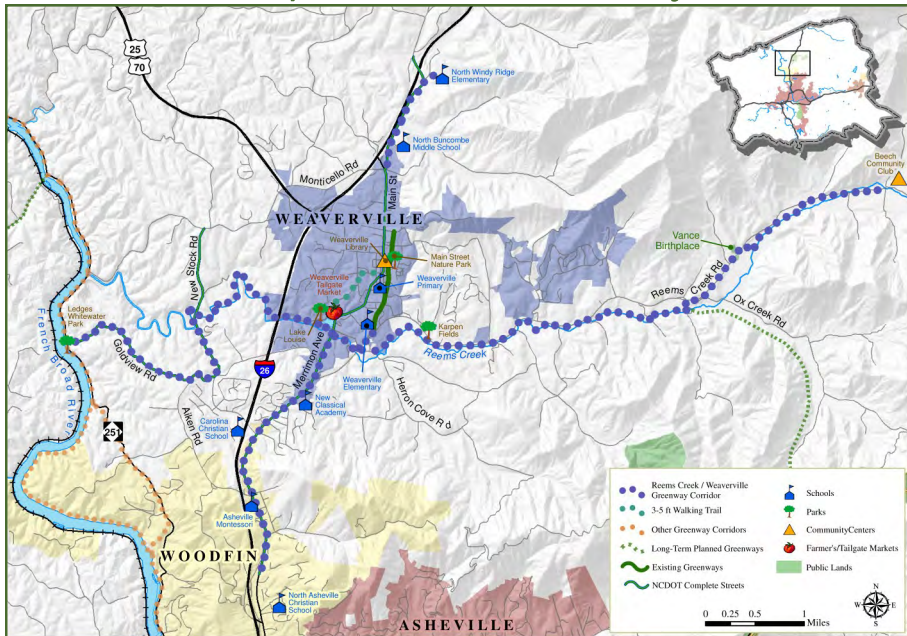 25
70
North Windy Ridge
Elementary
North Buncombe
Middle School
Monticello Rd
Main St
WEAVERVILLE
Beech
Community
Club
Vance
Birthplace
Weaverville
Library
Main Street
Nature Park
New Stock Rd
Weaverville
Tailgate
Market
Weaverville
Primary
Reems Creek Rd
Ox Creek Rd
Ledges
Whitewater
Park
Lake
Louise
Karpen
Fields
Reems Creek
French Broad River
Goldview Rd
Merrimon Ave
26
Weaverville
Elementary
Herron Cove Rd
New
Classical
Academy
Aiken Rd
Carolina
Christian
School
251
Asheville
Montessori
WOODFIN
North Asheville
Christian
School
ASHEVILLE
Reems Creek / Weaverville
Greenway Corridor
3-5 ft Walking Trail
Other Greenway Corridors
Long-Term Planned Greenways
Existing Greenways
NCDOT Complete Streets
Schools
Parks
CommunityCenters
Farmer's/Tailgate Markets
Public Lands
0 0.25 0.5 1
Miles
N
W E
S